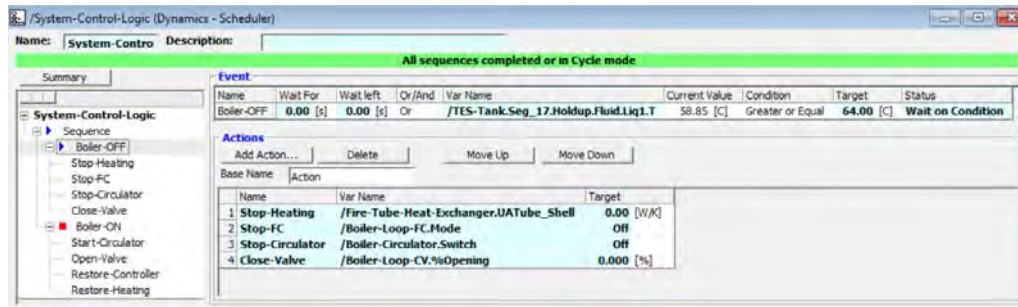 /System-Control-Logic (Dynamics - Scheduler)
Name: System-Contro Description:
All sequences completed or in Cycle mode
Summary
System-Control-Logic
Sequence
Boiler-OFF
Stop-Heating
Stop-FC
Stop-Circulator
Close-Valve
Boiler-ON
Start-Circulator
Open-Valve
Restore-Controller
Restore-Heating
Event
Name Wait For Wait left Or/And Var Name Current Value Condition Target Status
Boiler-OFF 0.00 [s] 0.00 [s] Or /TES-Tank.Seg_17.Holdup.Fluid.Liq1.T 58.85 [C] Greater or Equal 64.00 [C] Wait on Condition
Actions
Add Action... Delete Move Up Move Down
Base Name Action
Name Var Name Target
1 Stop-Heating /Fire-Tube-Heat-Exchanger.UATube_Shell 0.00 [W/K]
2 Stop-FC /Boiler-Loop-FC.Mode Off
3 Stop-Circulator /Boiler-Circulator.Switch Off
4 Close-Valve /Boiler-Loop-CV.%Opening 0.000 [%]